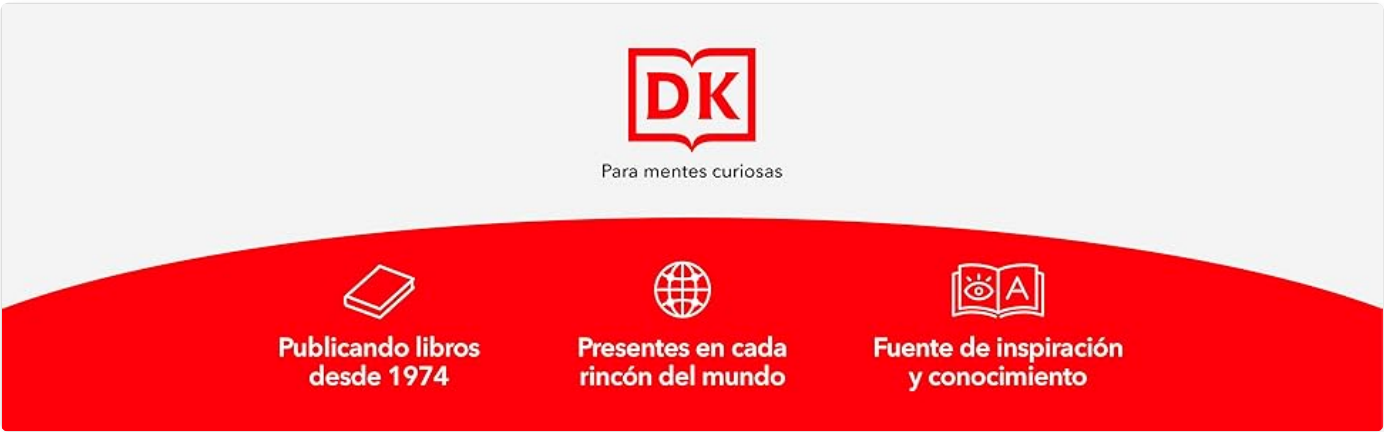 DK
Para mentes curiosas
Publicando libros
desde 1974
Presentes en cada
rincón del mundo
A
Fuente de inspiración
y conocimiento